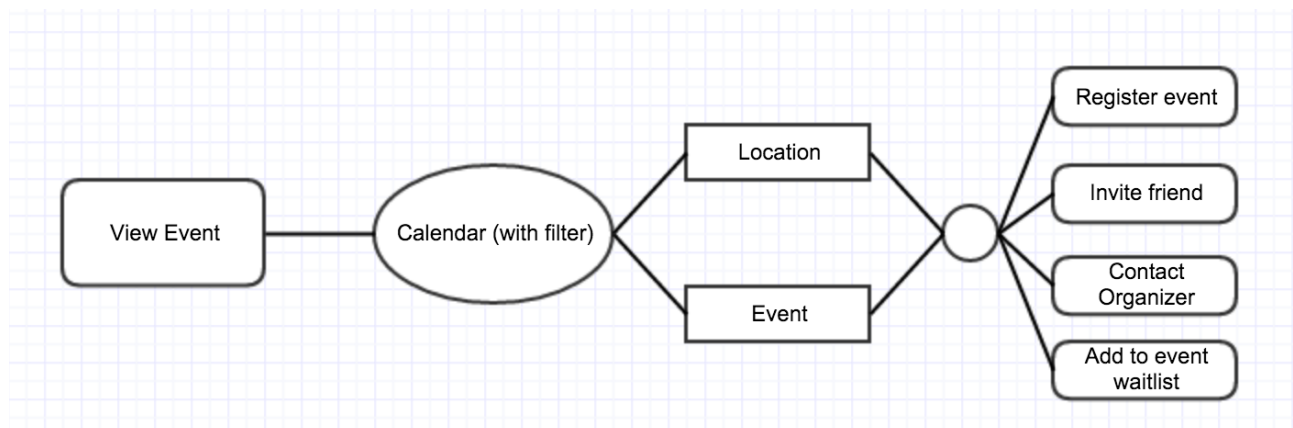 View Event
Calendar (with filter)
Location
Event
Register event
Invite friend
Contact
Organizer
Add to event
waitlist